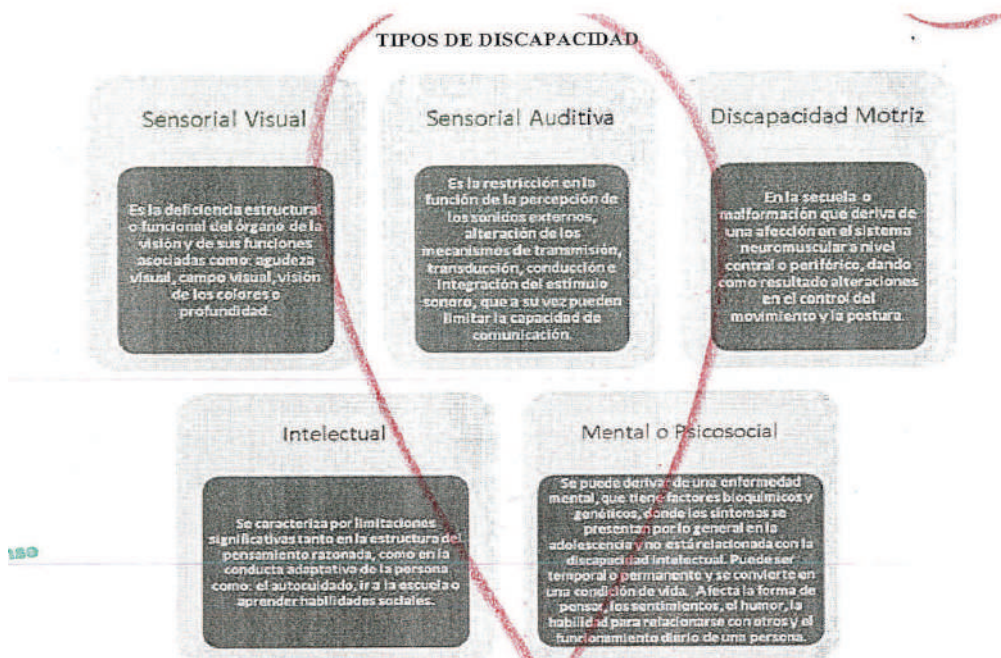 TIPOS DE DISCAPACIDAD
Sensorial Visual
Es la deficiencia estructural
o funcional del órgano de la
visión y de sus funciones
asociadas como: agudeza
visual, campo visual, visión
de los colores o
profundidad.
Sensorial Auditiva
Es la restricción en la
función de la percepción de
los sonidos externos,
alteración de los
mecanismos de transmisión,
transducción, conducción e
integración del estímulo
sonoro, que a su vez pueden
limitar la capacidad de
comunicación.
Discapacidad Motriz
En la secuela o
malformación que deriva de
una afección en el sistema
neuromuscular a nivel
central o periférico, dando
como resultado alteraciones
en el control del
movimiento y la postura.
Intelectual
Se caracteriza por limitaciones
significativas tanto en la estructura del
pensamiento razonada, como en la
conducta adaptativa de la persona
como: el autocuidado, ir a la escuela o
aprender habilidades sociales.
Mental o Psicosocial
Se puede derivar de una enfermedad
mental, que tiene factores bioquímicos y
genéticos, donde los síntomas se
presentan por lo general en la
adolescencia y no está relacionada con la
discapacidad intelectual. Puede ser
temporal o permanente y se convierte en
una condición de vida. Afecta la forma de
pensar, los sentimientos, el humor, la
habilidad para relacionarse con otros y el
funcionamiento diario de una persona.